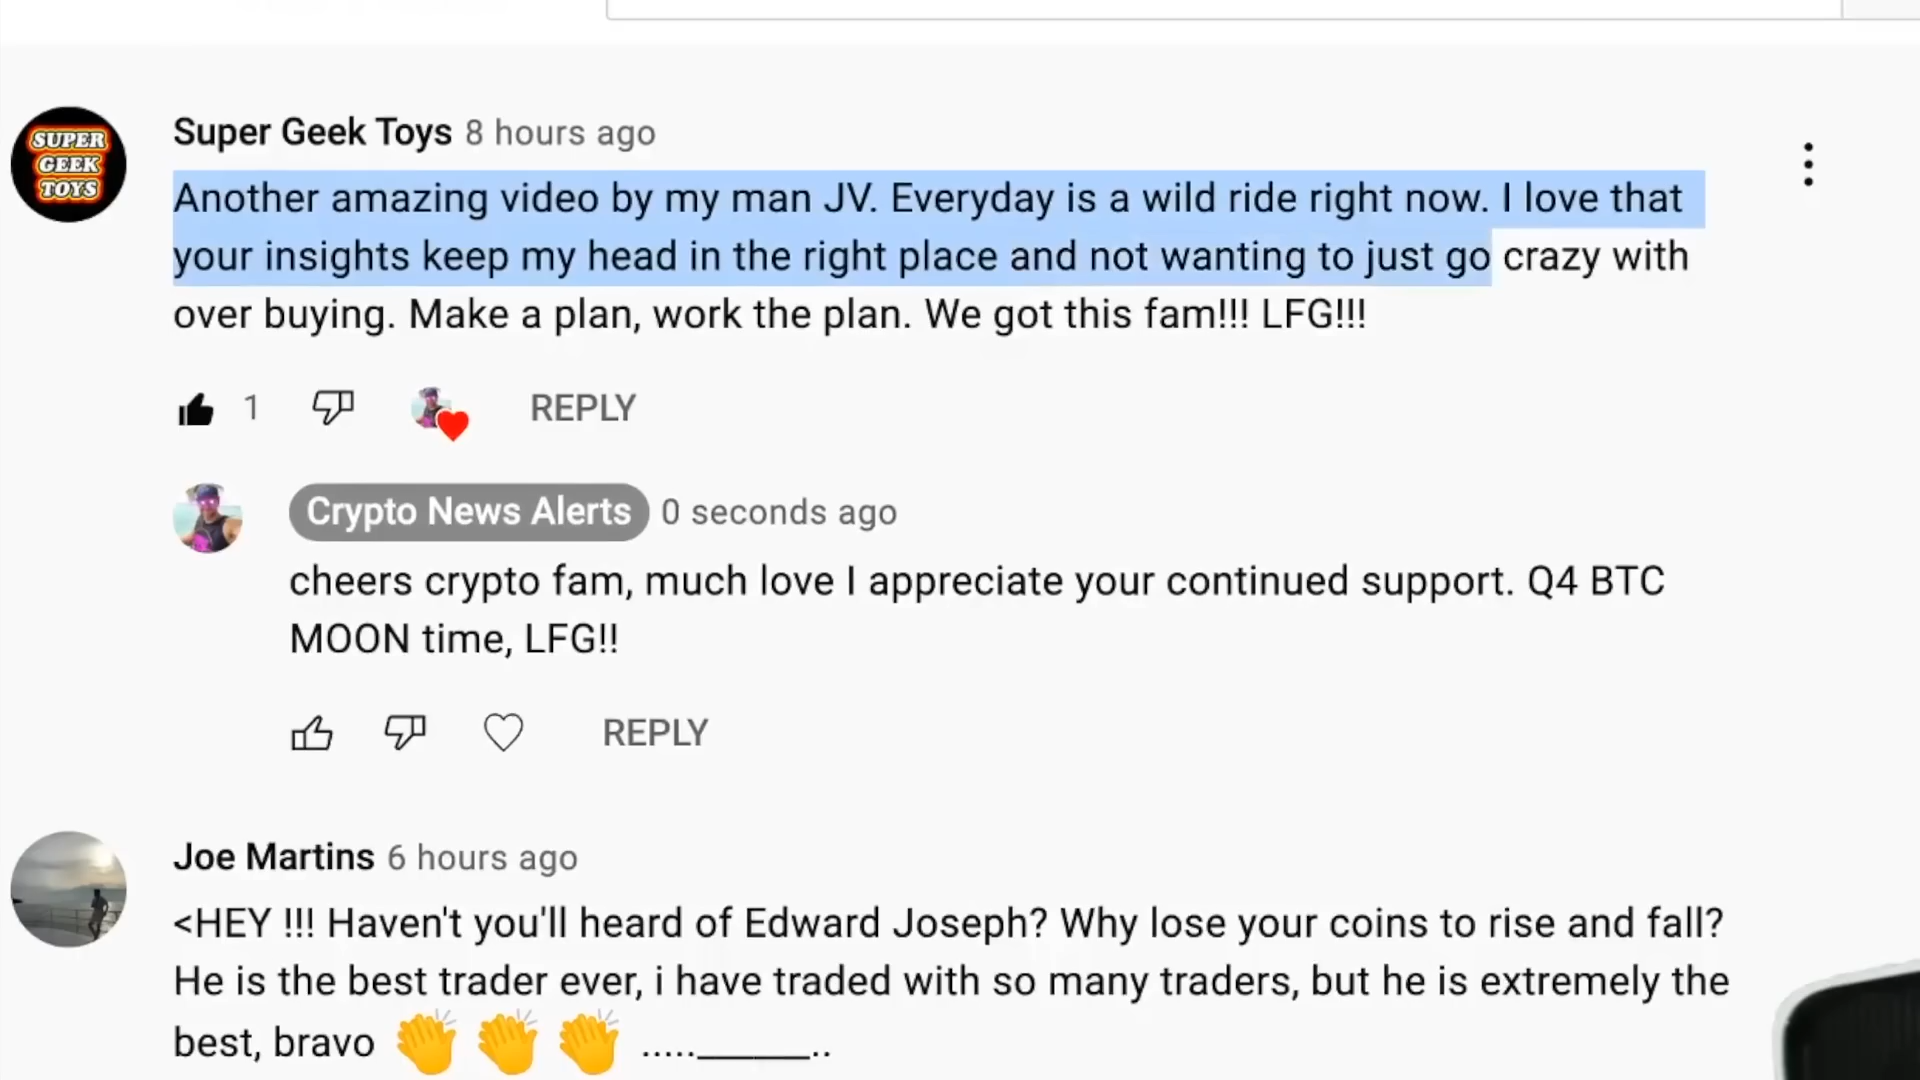 SUPER
GEEK
TOYS
Super Geek Toys 8 hours ago
Another amazing video by my man JV. Everyday is a wild ride right now. I love that
your insights keep my head in the right place and not wanting to just go crazy with
over buying. Make a plan, work the plan. We got this fam!!! LFG!!!
1 REPLY
Crypto News Alerts 0 seconds ago
cheers crypto fam, much love I appreciate your continued support. Q4 BTC
MOON time, LFG!!
REPLY
Joe Martins 6 hours ago
<HEY !!! Haven't you'll heard of Edward Joseph? Why lose your coins to rise and fall?
He is the best trader ever, i have traded with so many traders, but he is extremely the
best, bravo 👏 👏 👏 .....______..